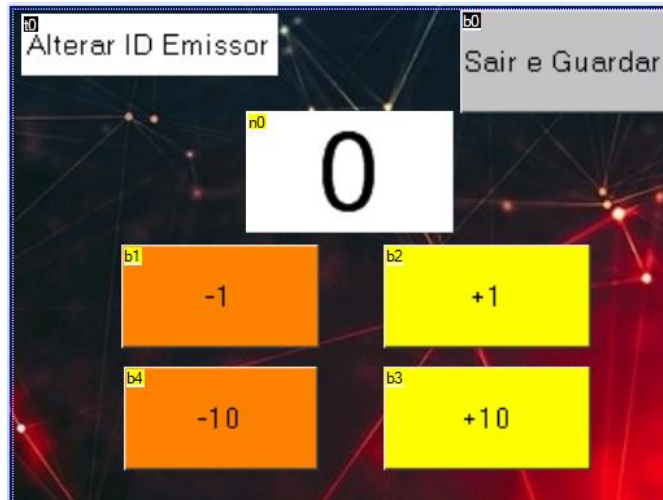 t0
Alterar ID Emissor
b0
Sair e Guardar
n0
0
b1
-1
b2
+1
b4
-10
b3
+10